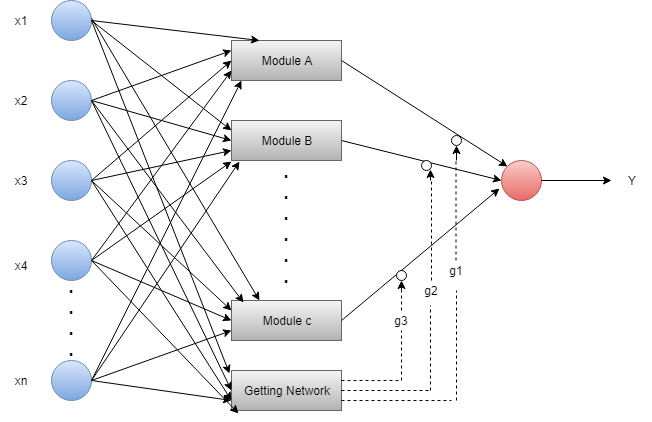 x1
Module A
x2
Module B
x3
Y
x4
g1
g2
Module c
g3
xn
Getting Network